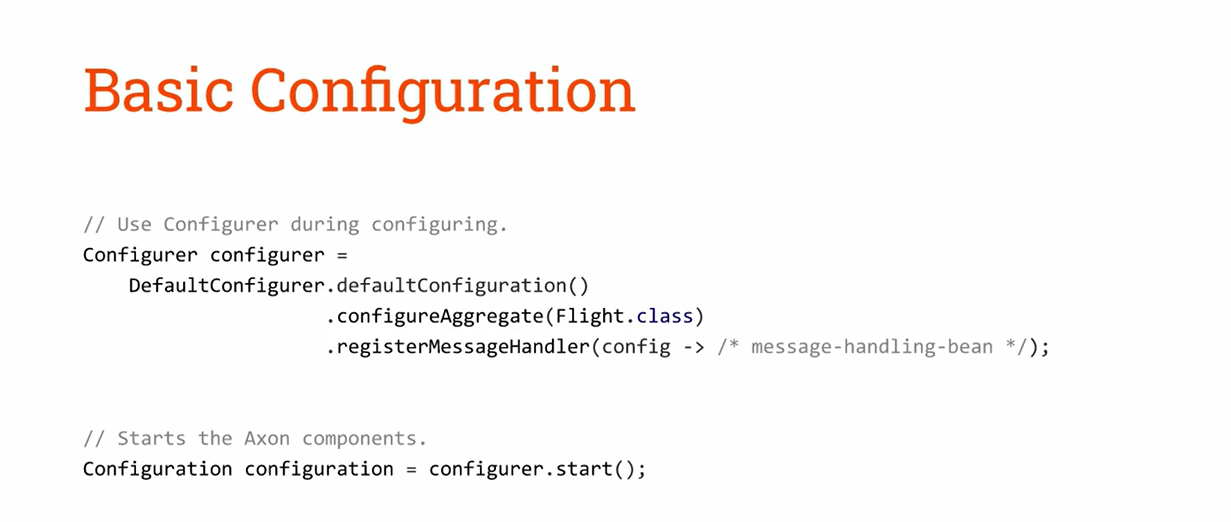 Basic Configuration
// Use Configurer during configuring.
Configurer configurer =
DefaultConfigurer.defaultConfiguration()
.configureAggregate(Flight.class)
.registerMessageHandler(config -> /* message-handling-bean */);
// Starts the Axon components.
Configuration configuration = configurer.start();